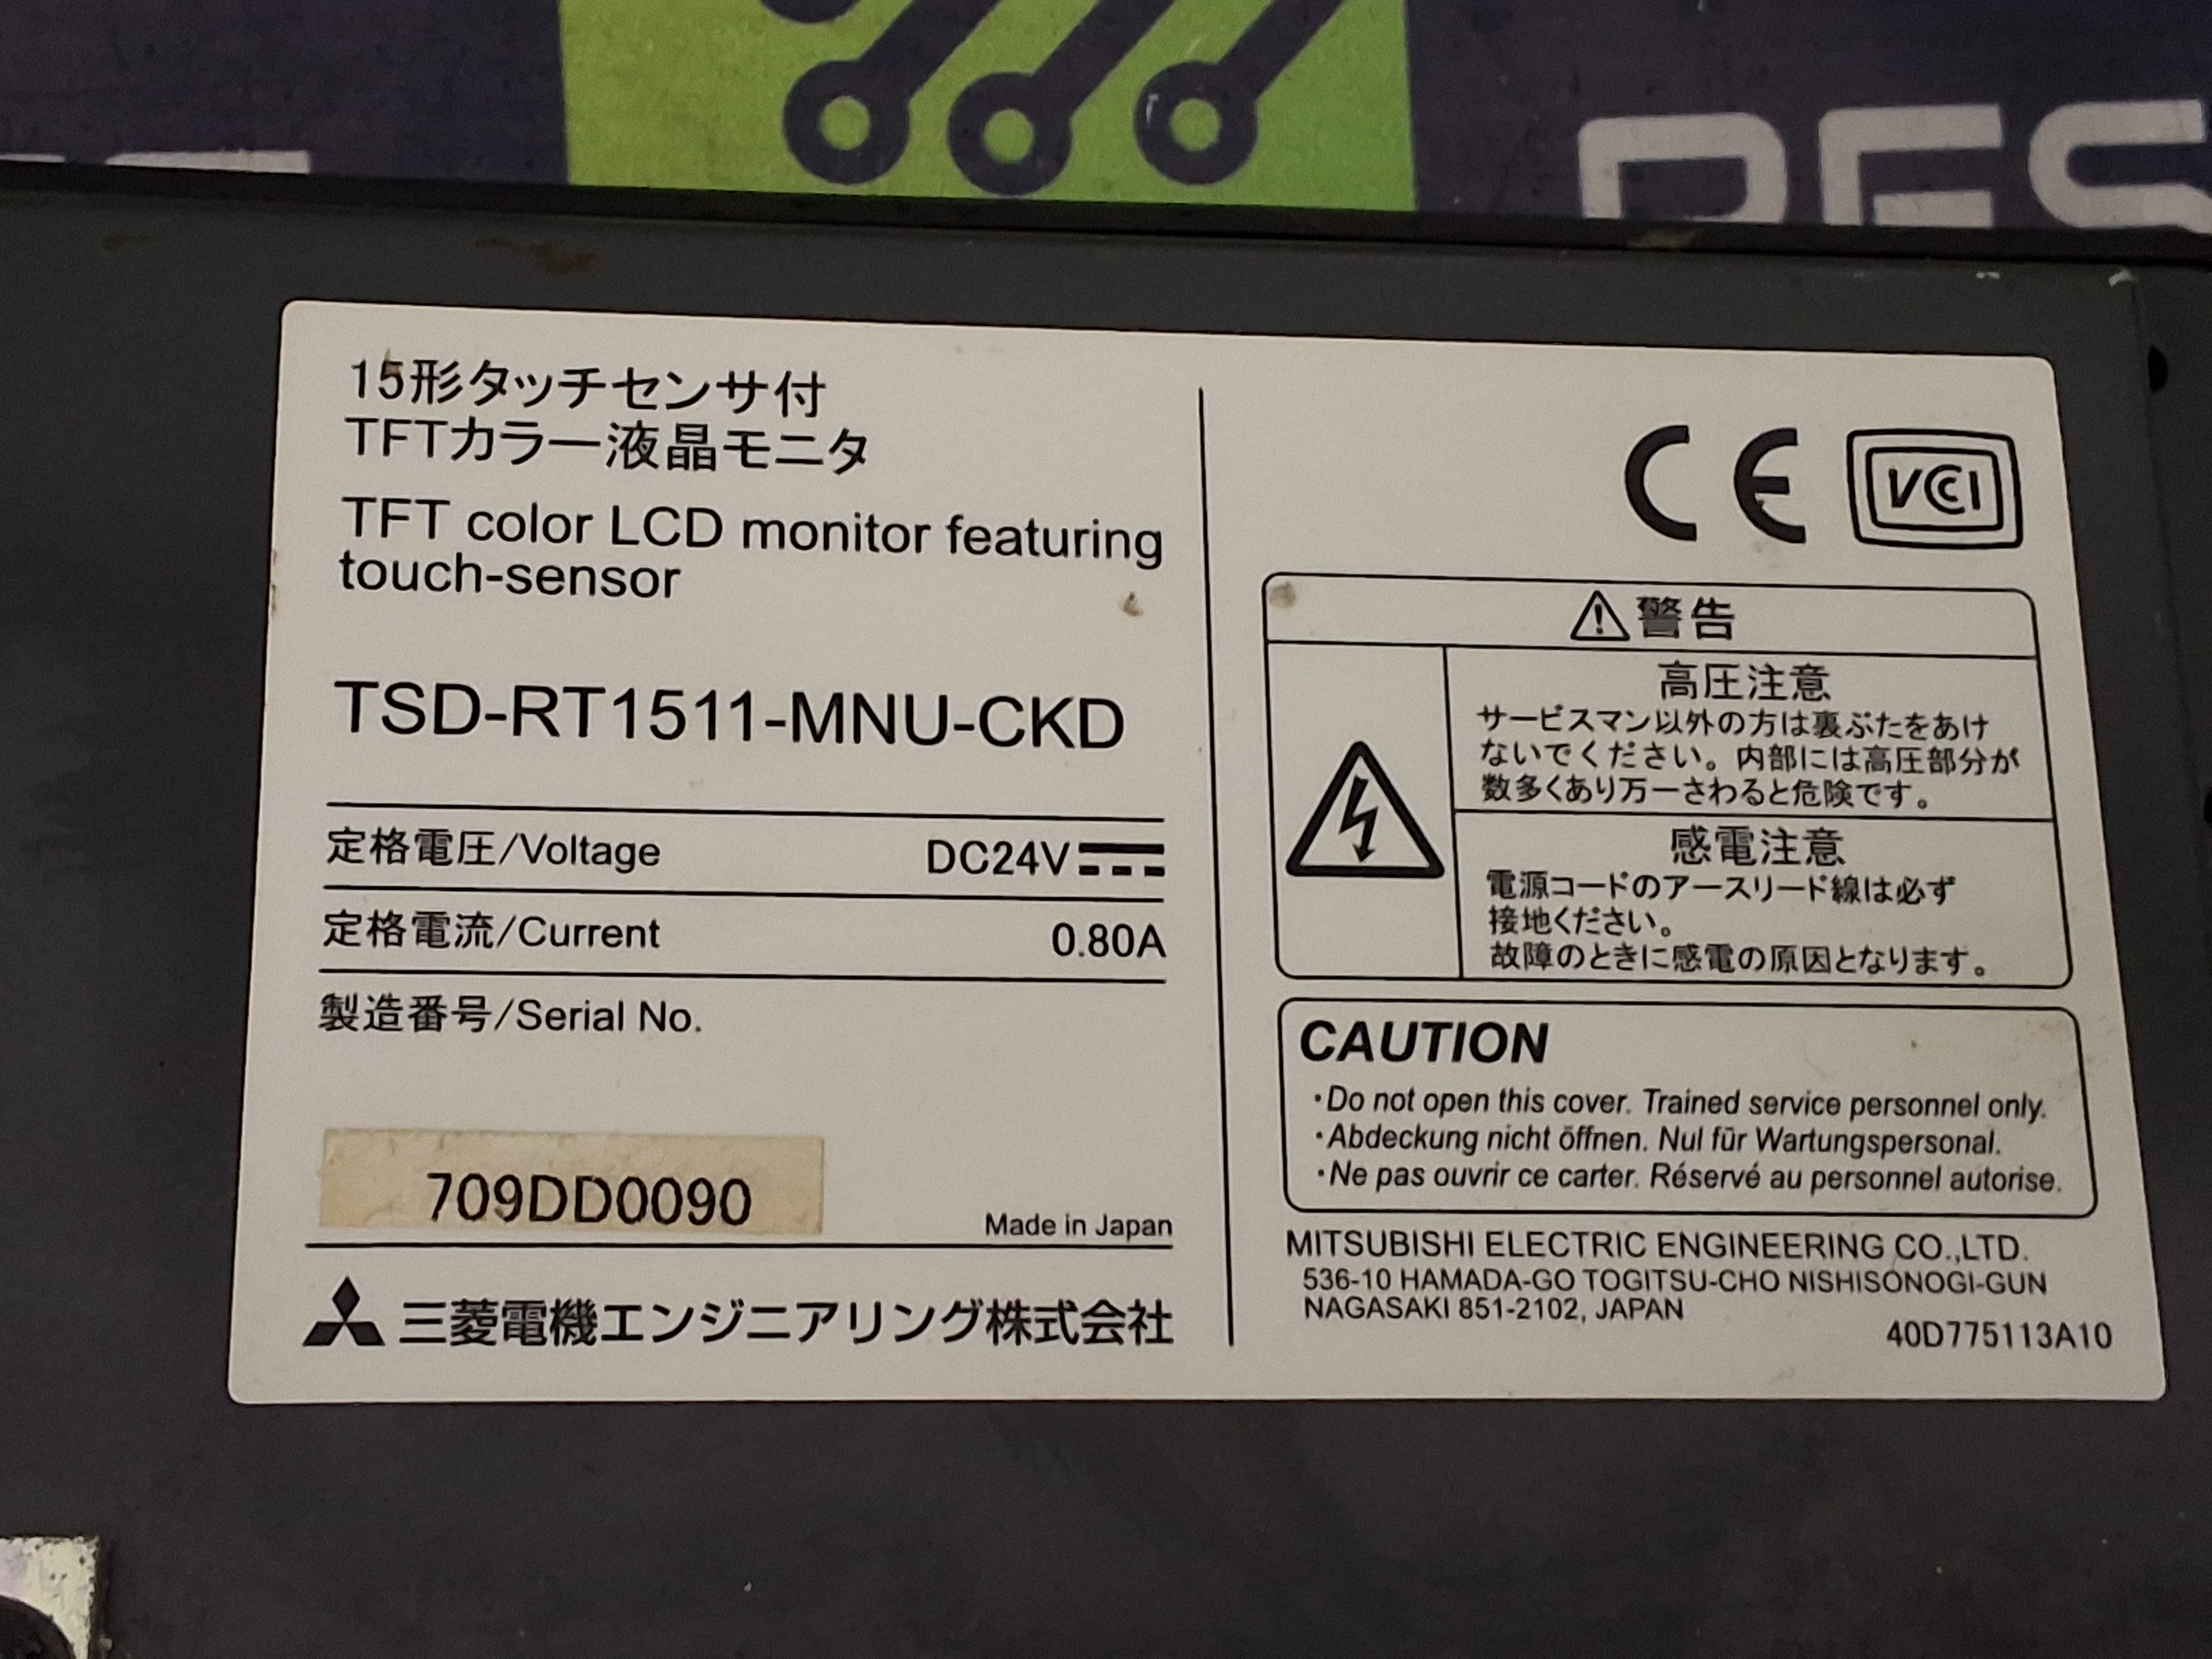 15形タッチセンサ付
TFTカラー液晶モニタ
TFT color LCD monitor featuring
touch-sensor
TSD-RT1511-MNU-CKD
定格電圧/Voltage DC24V
定格電流/Current 0.80A
製造番号/Serial No.
709DD0090
Made in Japan
三菱電機エンジニアリング株式会社
CE VCCI
⚠警告
高圧注意
サービスマン以外の方は裏ぶたをあけ
ないでください。内部には高圧部分が
数多くあり万一さわると危険です。
感電注意
電源コードのアースリード線は必ず
接地ください。
故障のときに感電の原因となります。
CAUTION
・Do not open this cover. Trained service personnel only.
・Abdeckung nicht öffnen. Nul für Wartungspersonal.
・Ne pas ouvrir ce carter. Réservé au personnel autorise.
MITSUBISHI ELECTRIC ENGINEERING CO.,LTD.
536-10 HAMADA-GO TOGITSU-CHO NISHISONOGI-GUN
NAGASAKI 851-2102, JAPAN
40D775113A10